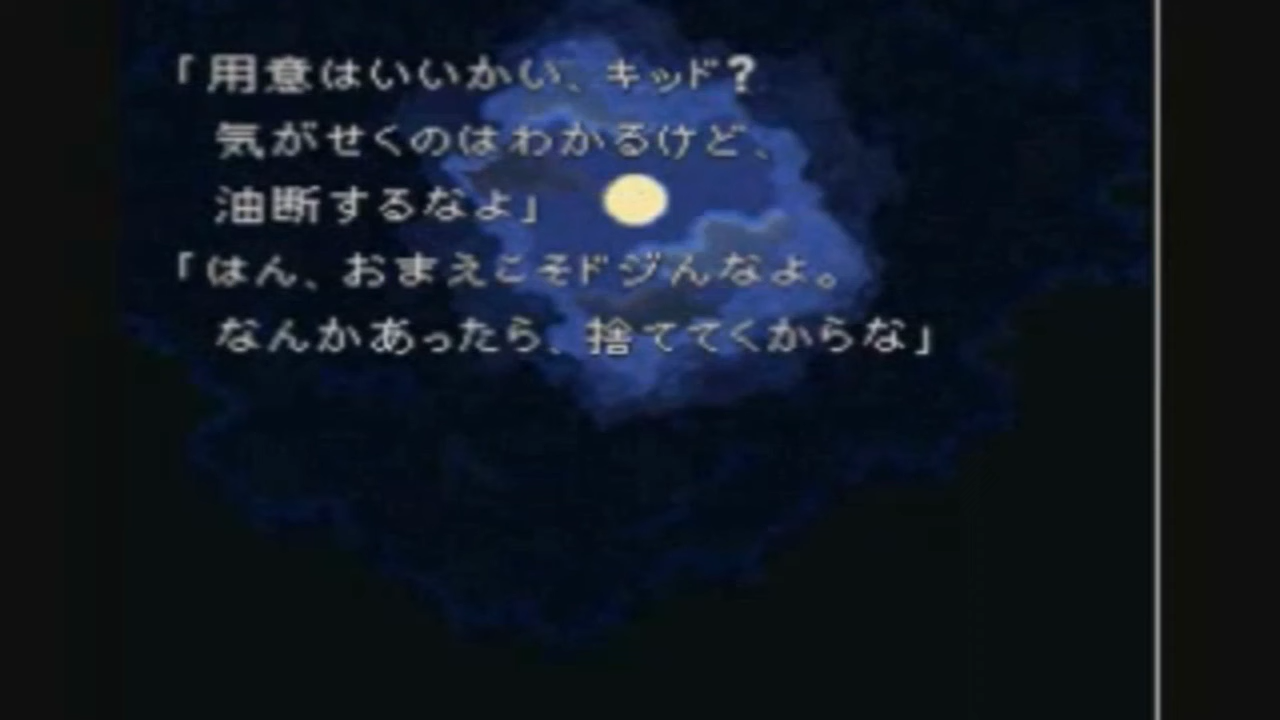 「用意はいいかい、キッド?
気がせくのはわかるけど、
油断するなよ」
「はん、おまえこそドジんなよ。
なんかあったら、捨ててくからな」